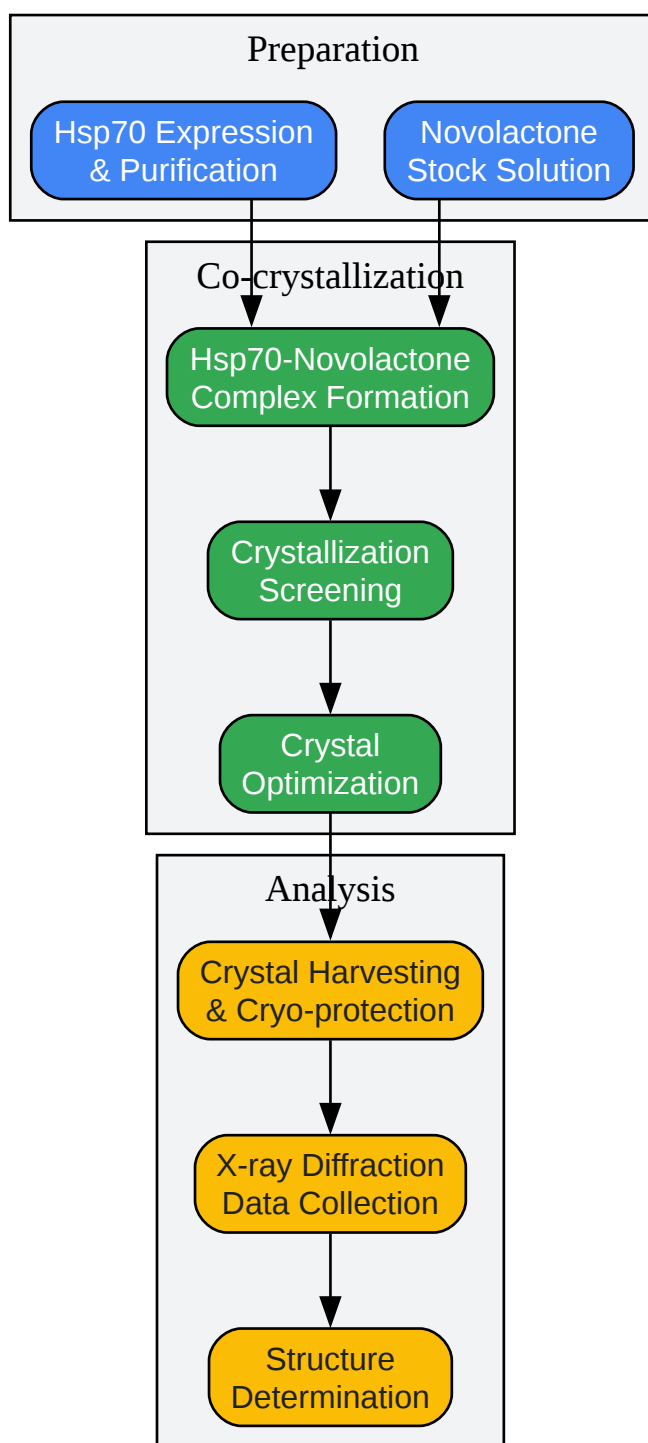 Preparation
Hsp70 Expression
& Purification
Novolactone
Stock Solution
Co-crystallization
Hsp70-Novolactone
Complex Formation
Crystallization
Screening
Crystal
Optimization
Analysis
Crystal Harvesting
& Cryo-protection
X-ray Diffraction
Data Collection
Structure
Determination